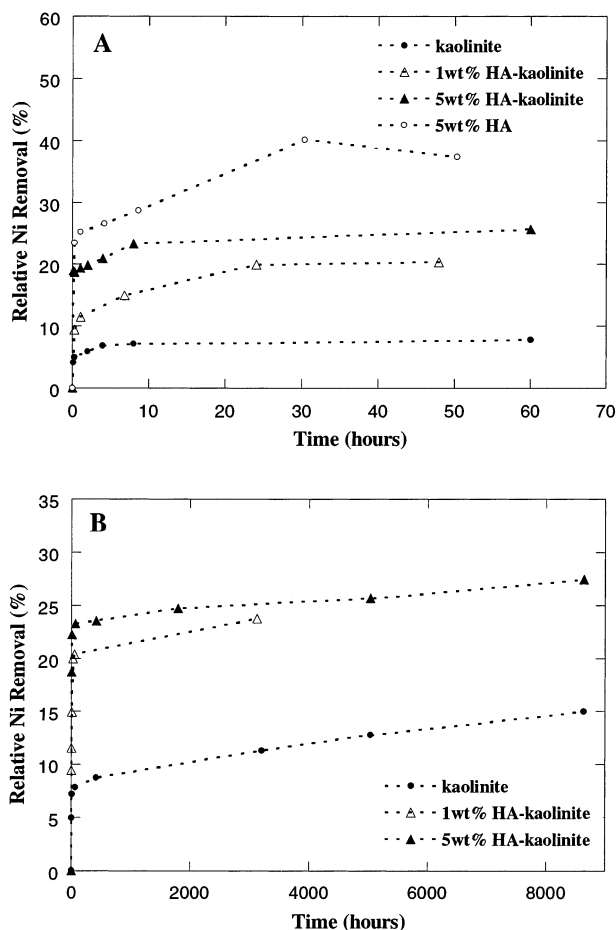 A
kaolinite
1wt% HA-kaolinite
5wt% HA-kaolinite
5wt% HA
Relative Ni Removal (%)
60
50
40
30
20
10
0
0 10 20 30 40 50 60 70
Time (hours)
B
Relative Ni Removal (%)
35
30
25
20
15
10
5
0
kaolinite
1wt% HA-kaolinite
5wt% HA-kaolinite
0 2000 4000 6000 8000
Time (hours)